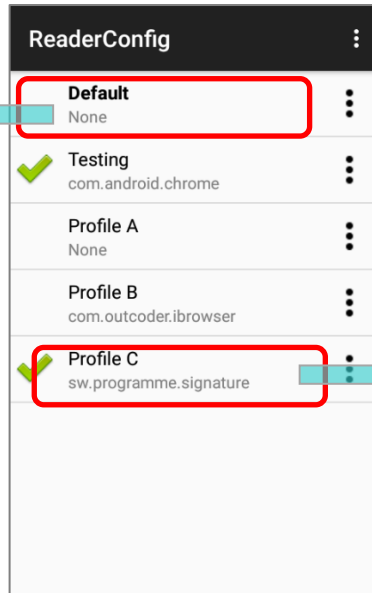 ReaderConfig
Default
None
Testing
com.android.chrome
Profile A
None
Profile B
com.outcoder.ibrowser
Profile C
sw.programme.signature